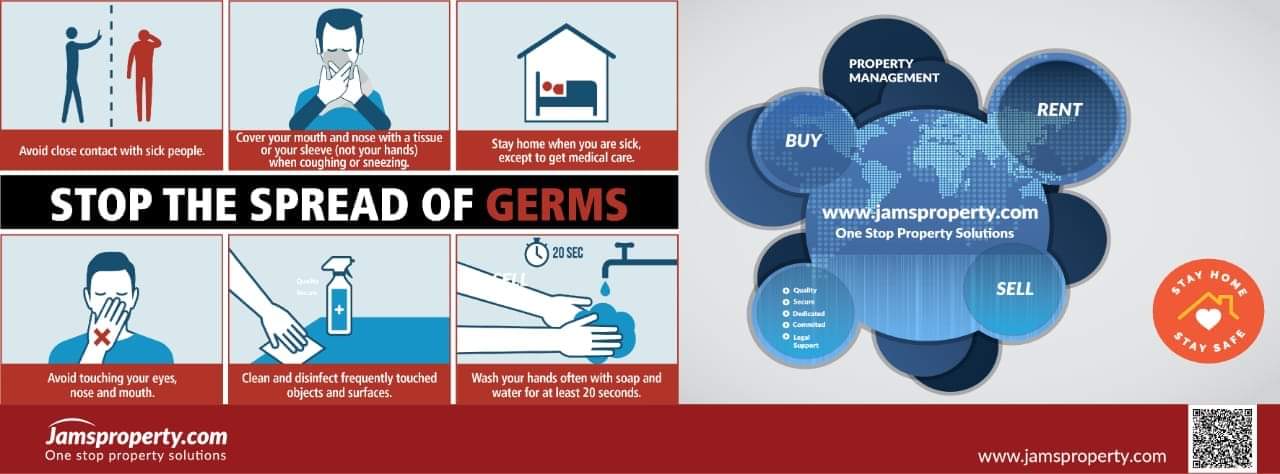 Avoid close contact with sick people.
Cover your mouth and nose with a tissue
or your sleeve (not your hands)
when coughing or sneezing.
Stay home when you are sick,
except to get medical care.
STOP THE SPREAD OF GERMS
20 SEC
SELL
Quality
Secure
Avoid touching your eyes,
nose and mouth.
Clean and disinfect frequently touched
objects and surfaces.
Wash your hands often with soap and
water for at least 20 seconds.
PROPERTY
MANAGEMENT
RENT
BUY
www.jamsproperty.com
One Stop Property Solutions
SELL
Quality
Secure
Dedicated
Commited
Legal
Support
STAY HOME
STAY SAFE
Jamsproperty.com
One stop property solutions
www.jamsproperty.com